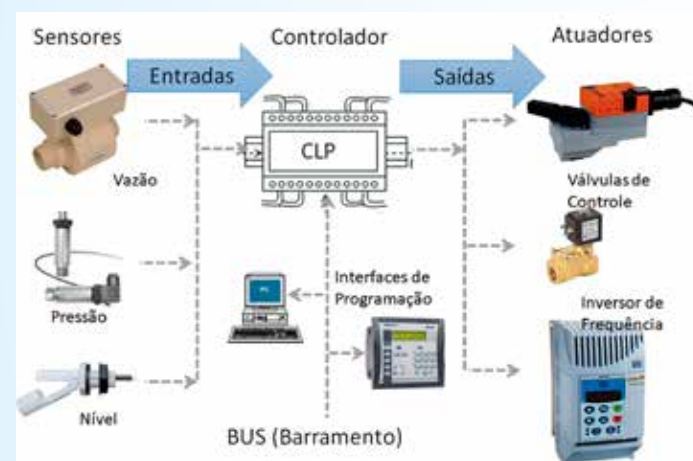 Sensores
Controlador
Atuadores
Entradas
Saídas
CLP
Vazão
Válvulas de
Controle
Interfaces de
Programação
Pressão
Inversor de
Frequência
Nível
BUS (Barramento)